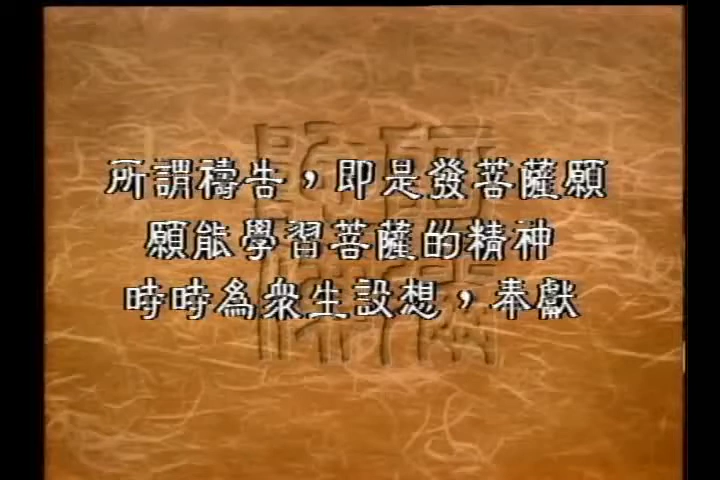 所謂禱告，即是發菩薩願
願能學習菩薩的精神
時時為眾生設想，奉獻